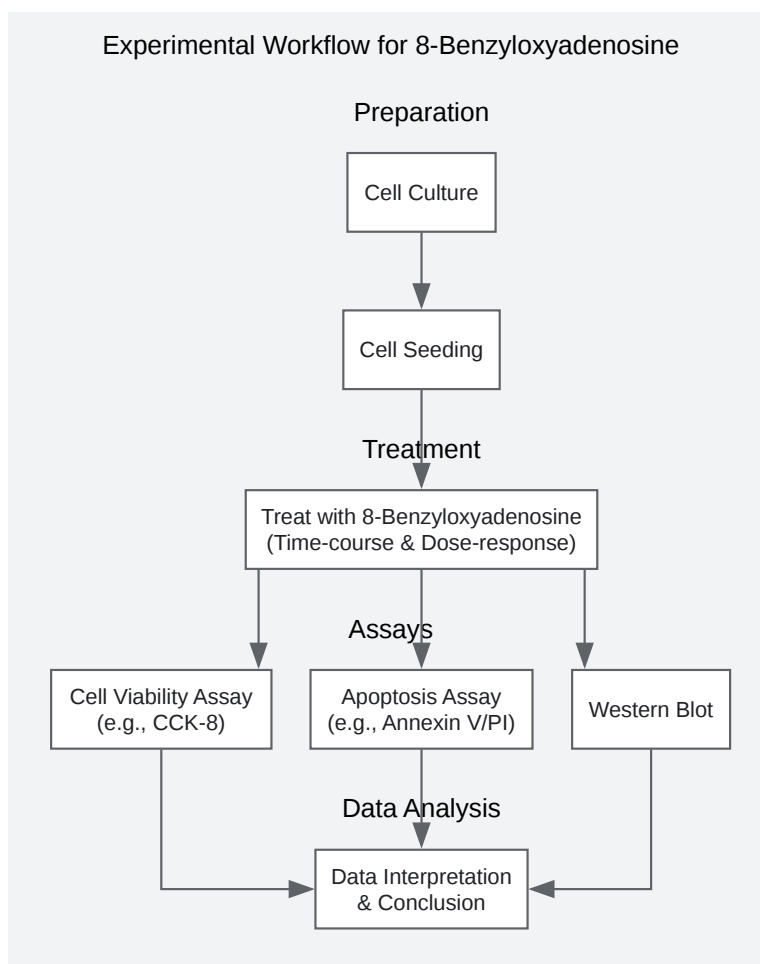 Experimental Workflow for 8-Benzyloxyadenosine
Preparation
Cell Culture
Cell Seeding
Treatment
Treat with 8-Benzyloxyadenosine
(Time-course & Dose-response)
Assays
Cell Viability Assay
(e.g., CCK-8)
Apoptosis Assay
(e.g., Annexin V/PI)
Western Blot
Data Analysis
Data Interpretation
& Conclusion